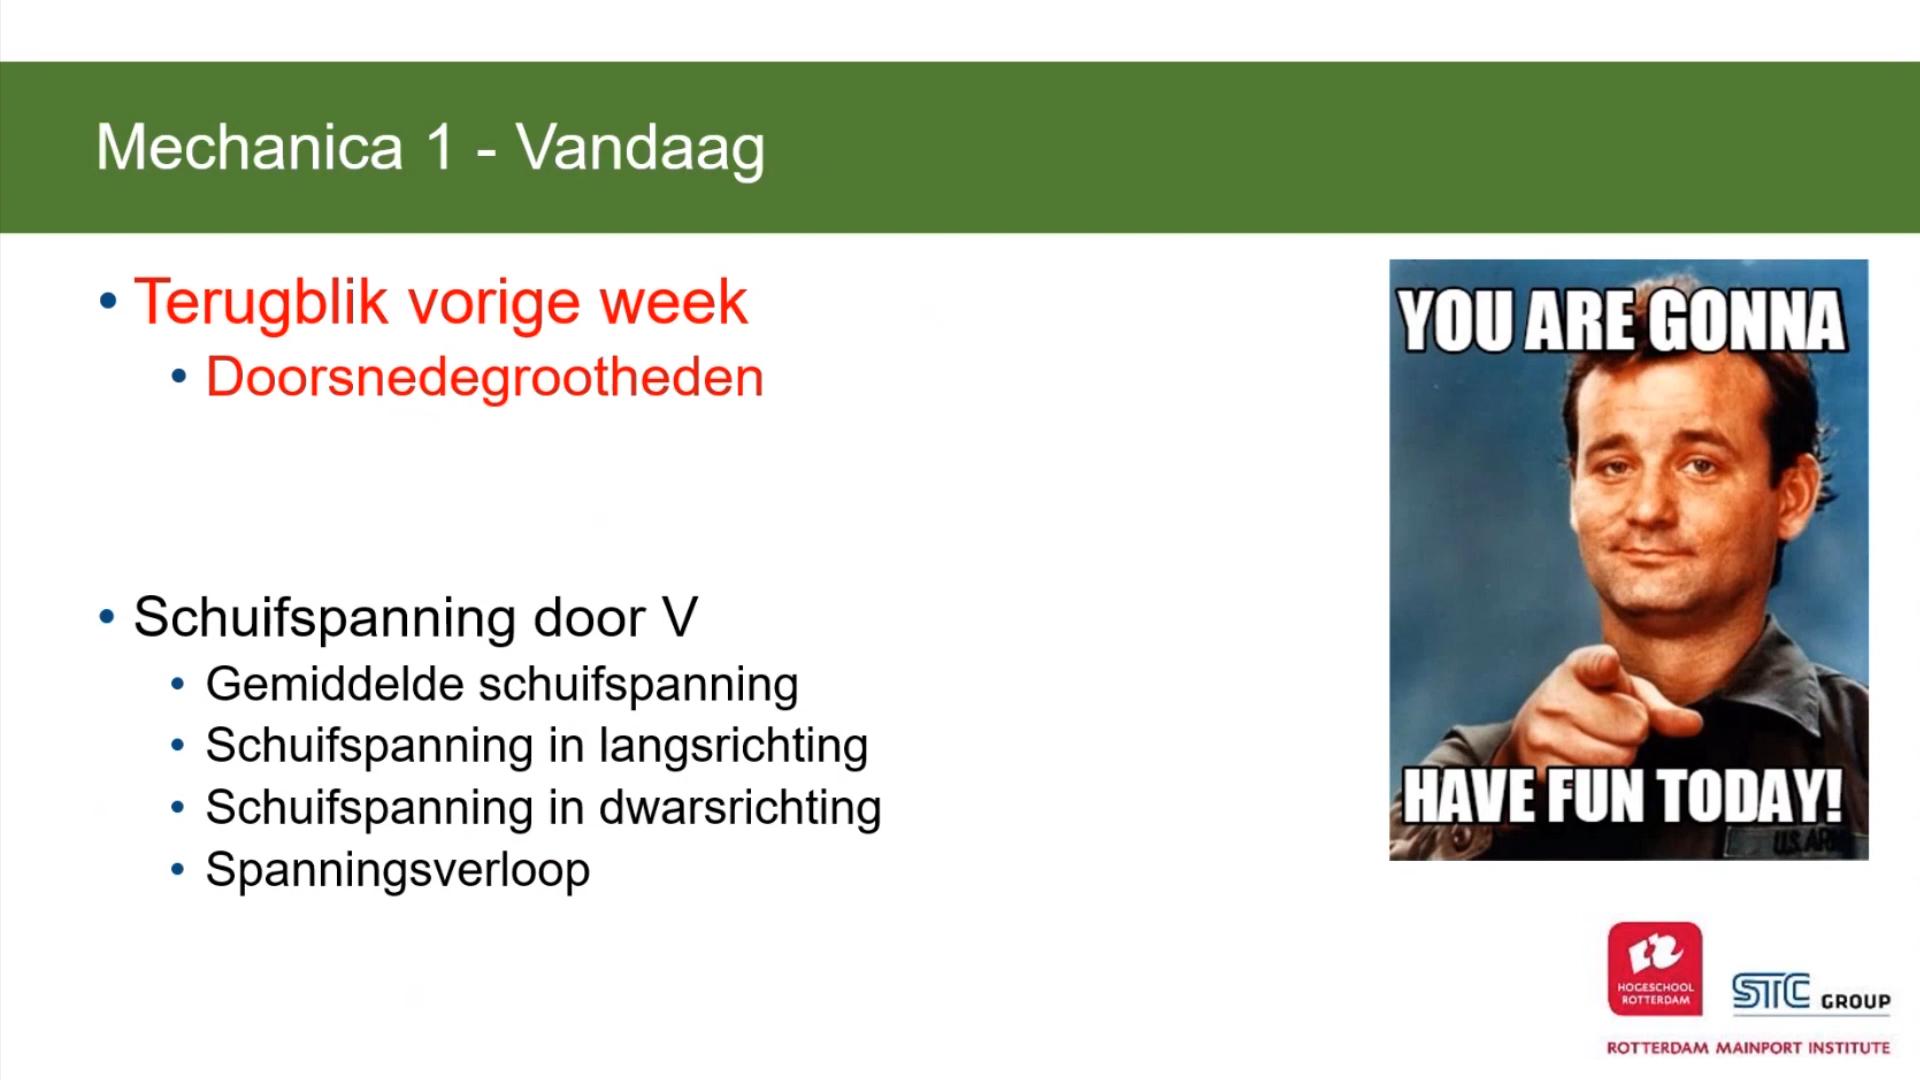 Mechanica 1 - Vandaag
• Terugblik vorige week
• Doorsnedegrootheden
• Schuifspanning door V
• Gemiddelde schuifspanning
• Schuifspanning in langsrichting
• Schuifspanning in dwarsrichting
• Spanningsverloop
YOU ARE GONNA
HAVE FUN TODAY!
HOGESCHOOL
ROTTERDAM
STC GROUP
ROTTERDAM MAINPORT INSTITUTE